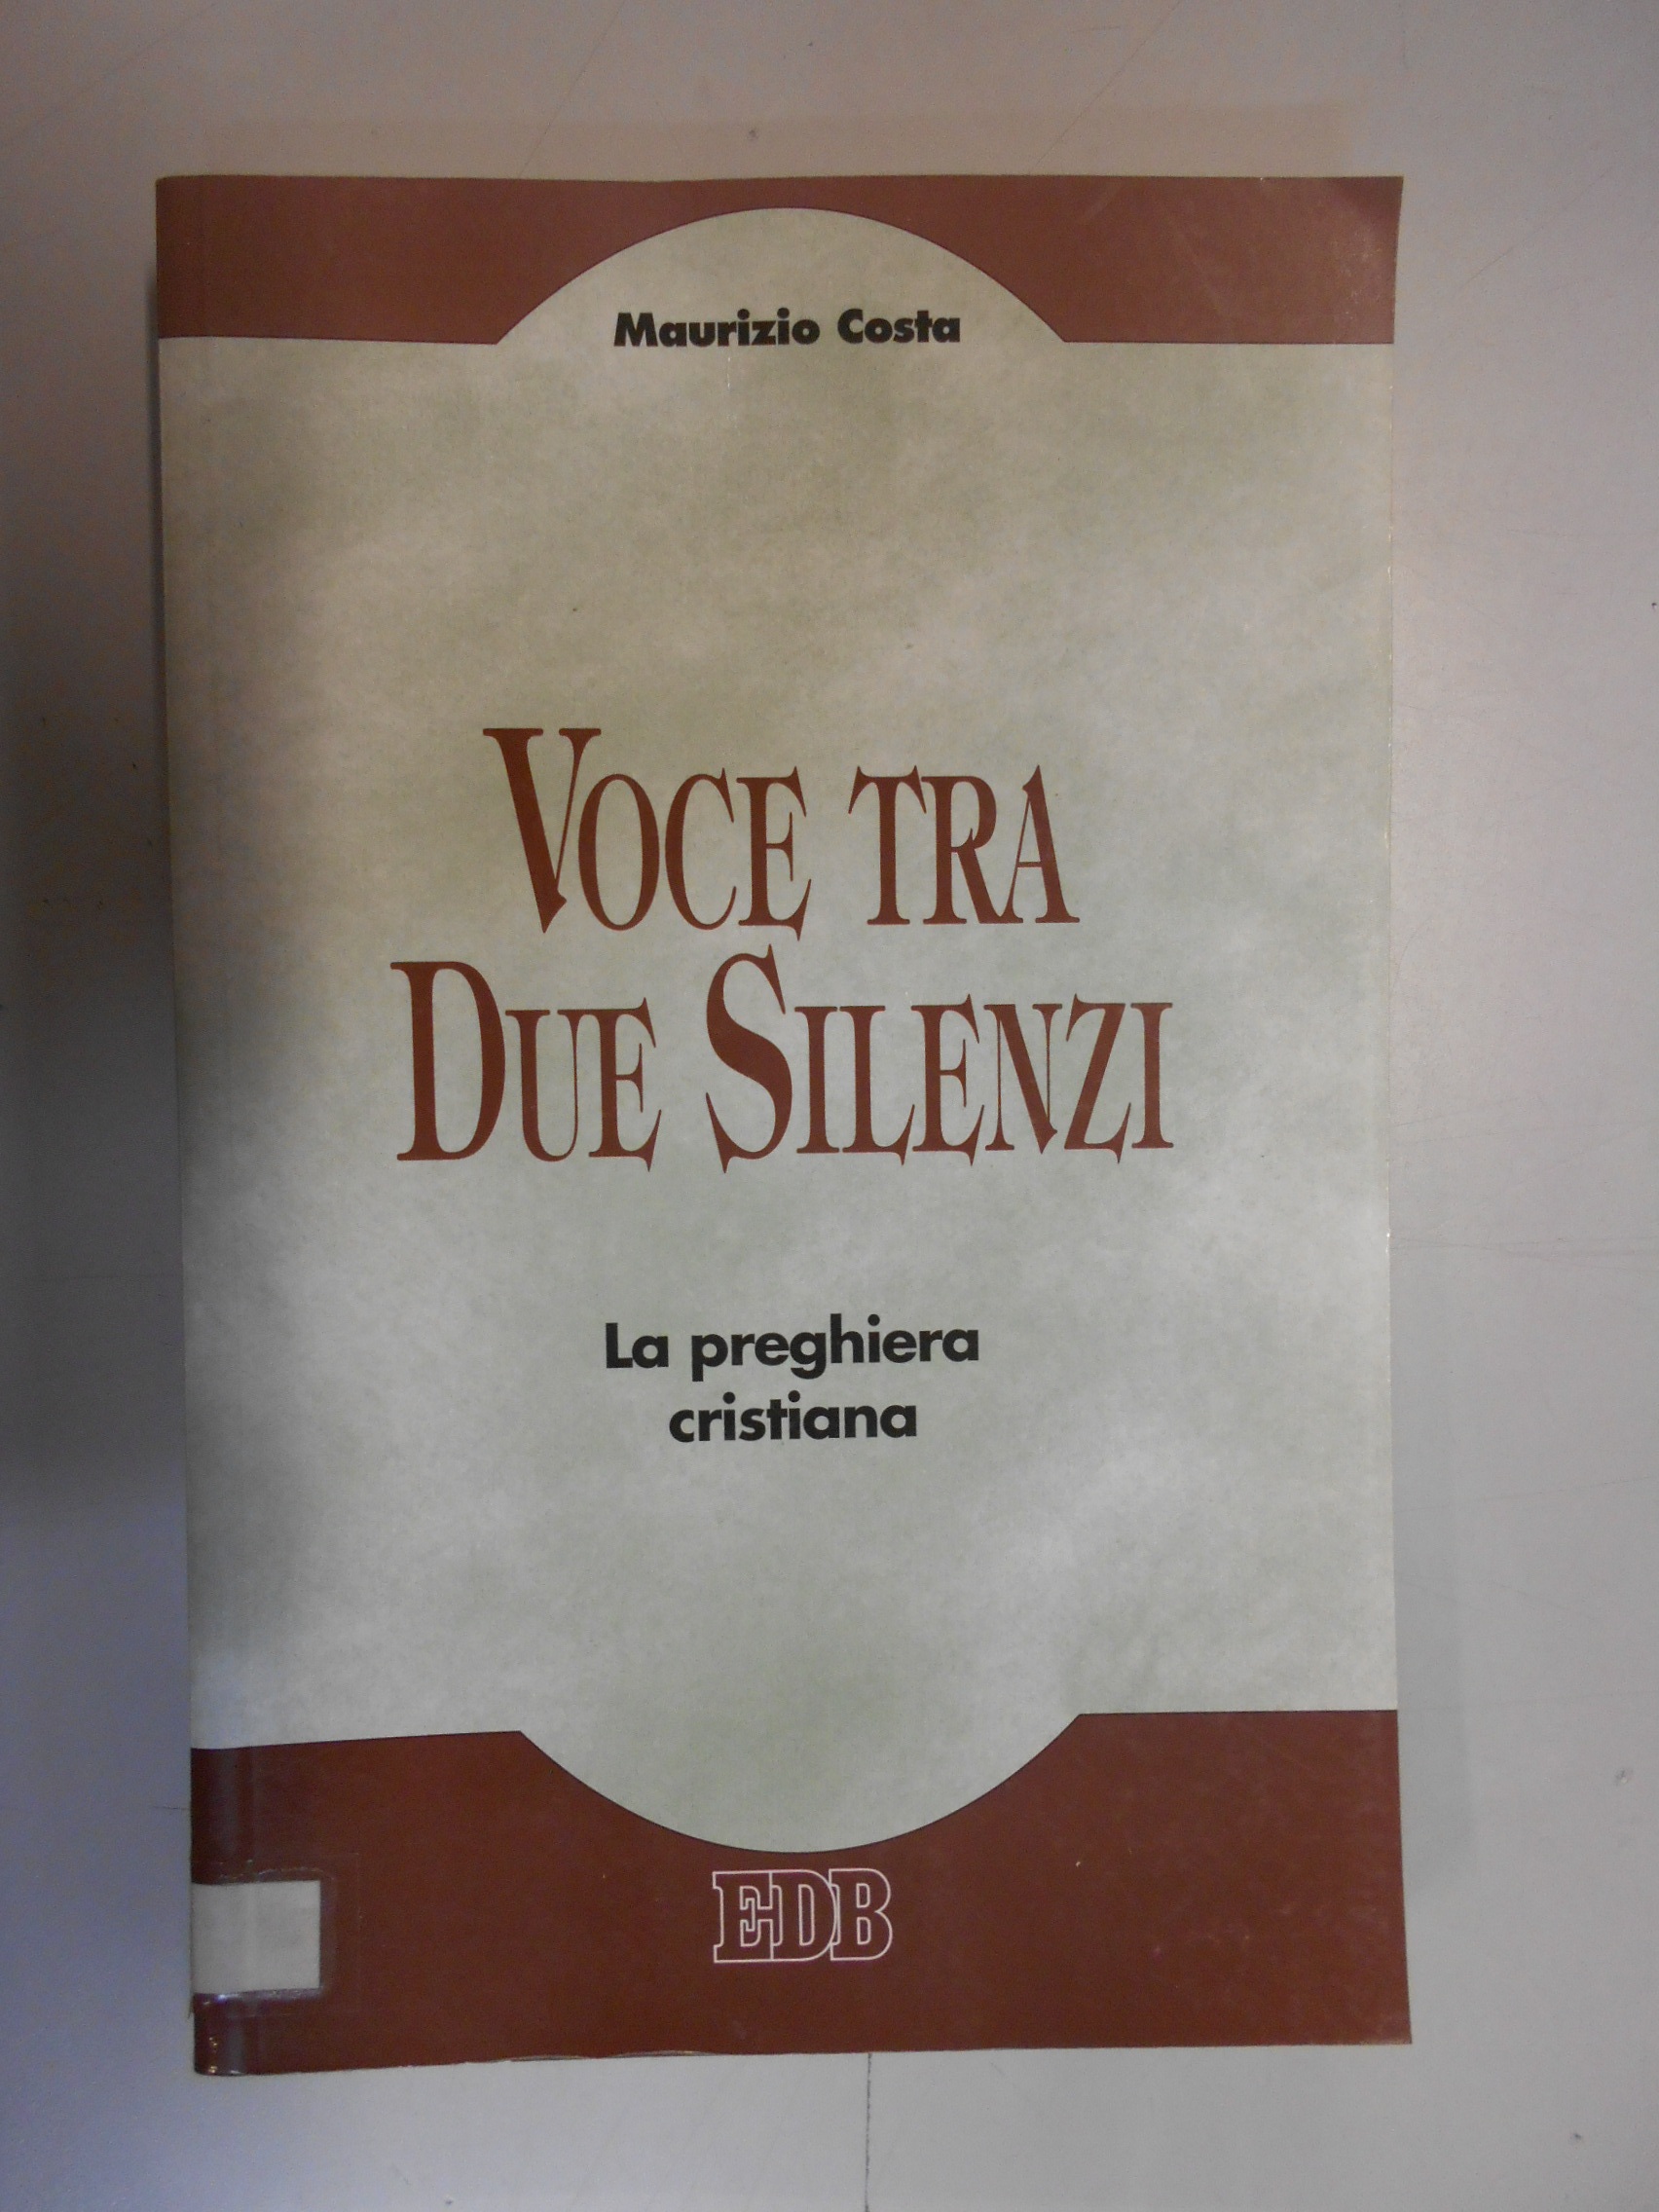 Maurizio Costa
VOCE TRA
DUE SILENZI
La preghiera
cristiana
EDB